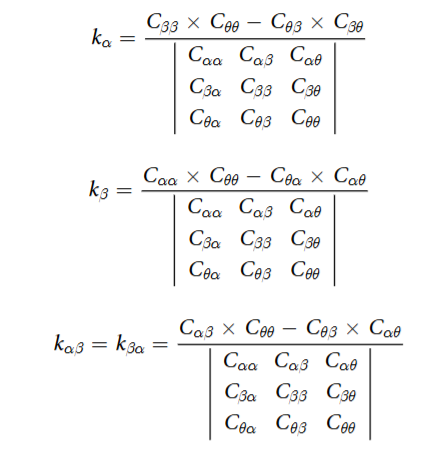 k_α = (C_ββ × C_θθ − C_θβ × C_βθ) / | C_αα C_αβ C_αθ |
| C_βα C_ββ C_βθ |
| C_θα C_θβ C_θθ |
k_β = (C_αα × C_θθ − C_θα × C_αθ) / | C_αα C_αβ C_αθ |
| C_βα C_ββ C_βθ |
| C_θα C_θβ C_θθ |
k_αβ = k_βα = (C_αβ × C_θθ − C_θβ × C_αθ) / | C_αα C_αβ C_αθ |
| C_βα C_ββ C_βθ |
| C_θα C_θβ C_θθ |